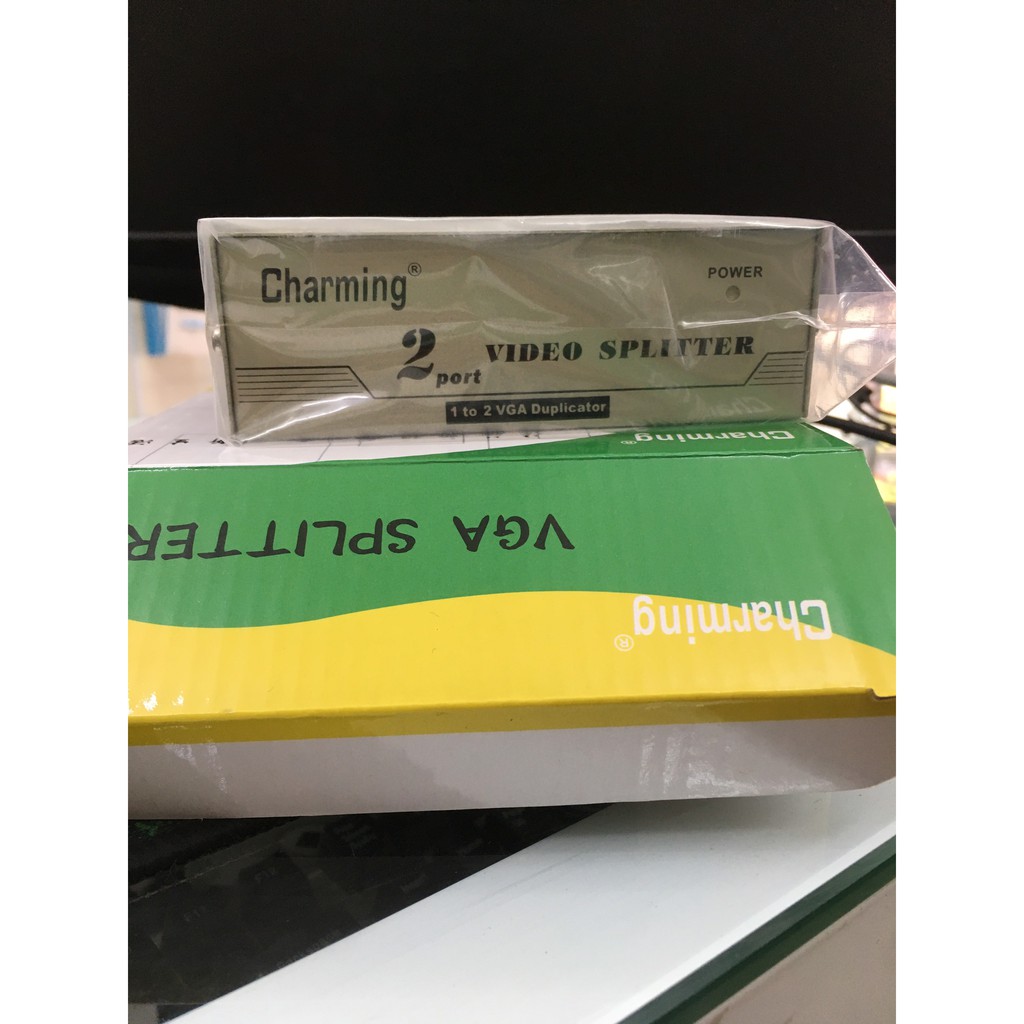 Charming®
POWER
2 port VIDEO SPLITTER
1 to 2 VGA Duplicator
Charming®
VGA SPLITTER
Charming®